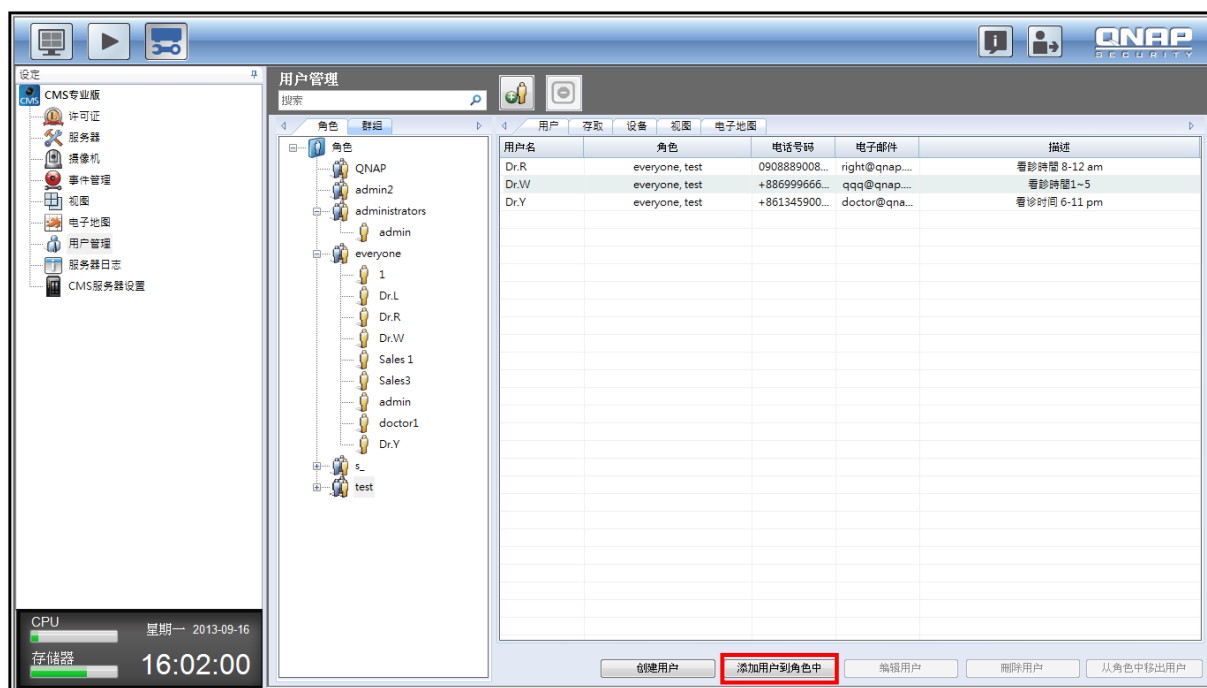 QNAP
SECURITY
设定
CMS专业版
许可证
服务器
摄像机
事件管理
视图
电子地图
用户管理
服务器日志
CMS服务器设置
CPU
星期一 2013-09-16
存储器
16:02:00
用户管理
搜索
角色 群组
角色
QNAP
admin2
administrators
admin
everyone
1
Dr.L
Dr.R
Dr.W
Sales 1
Sales3
admin
doctor1
Dr.Y
s_
test
用户 存取 设备 视图 电子地图
用户名 角色 电话号码 电子邮件 描述
Dr.R everyone, test 0908889008... right@qnap.... 看診時間 8-12 am
Dr.W everyone, test +886999666... qqq@qnap.... 看診時間1~5
Dr.Y everyone, test +861345900... doctor@qna... 看诊时间 6-11 pm
创建用户 添加用户到角色中 编辑用户 刪除用户 从角色中移出用户